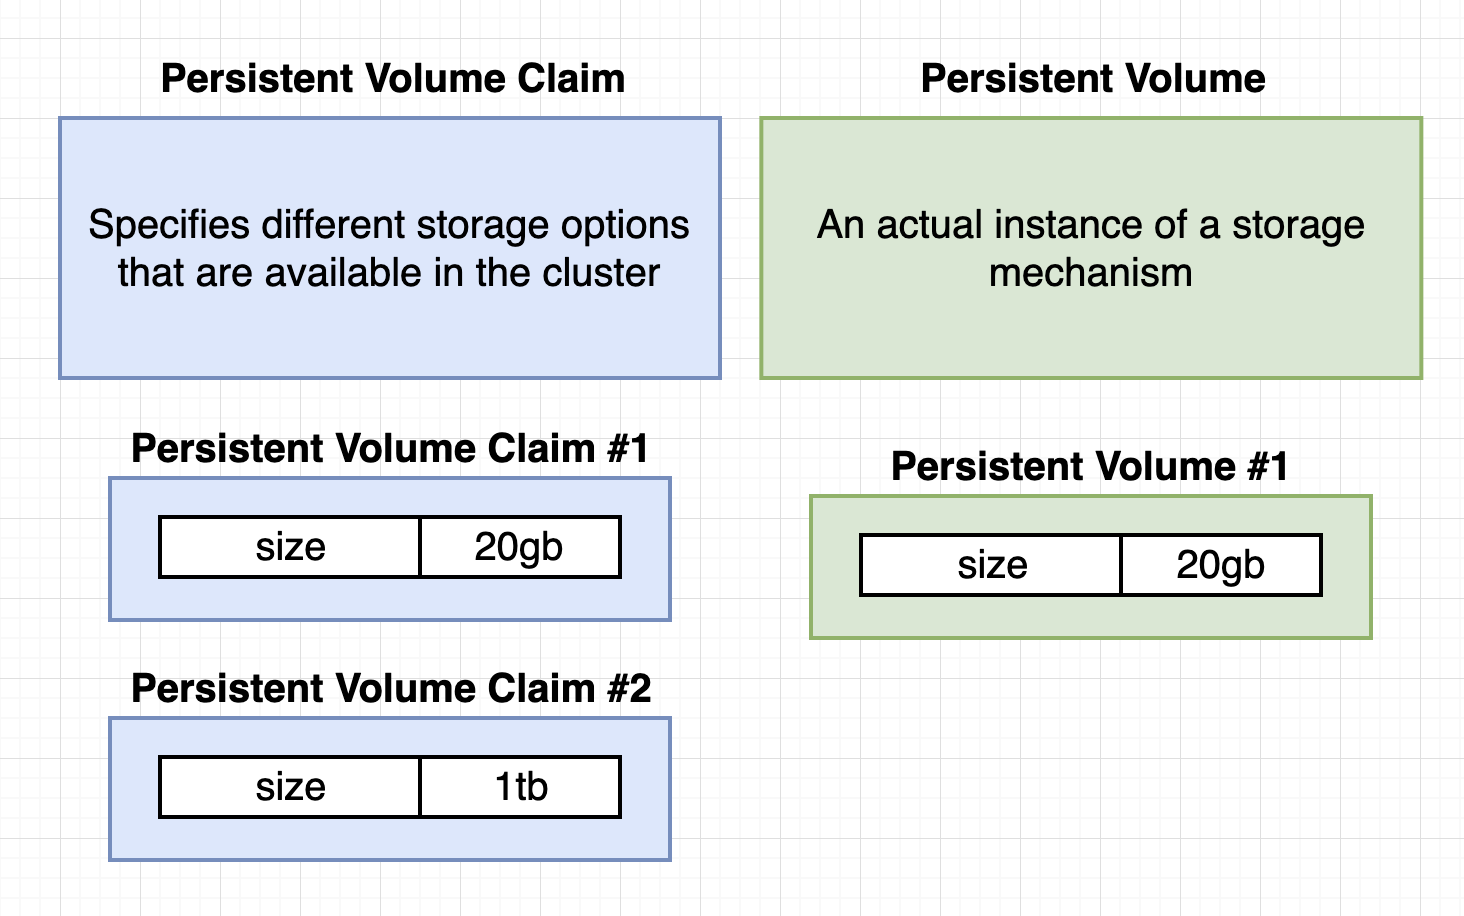 Persistent Volume Claim
Specifies different storage options
that are available in the cluster
Persistent Volume Claim #1
size 20gb
Persistent Volume Claim #2
size 1tb
Persistent Volume
An actual instance of a storage
mechanism
Persistent Volume #1
size 20gb